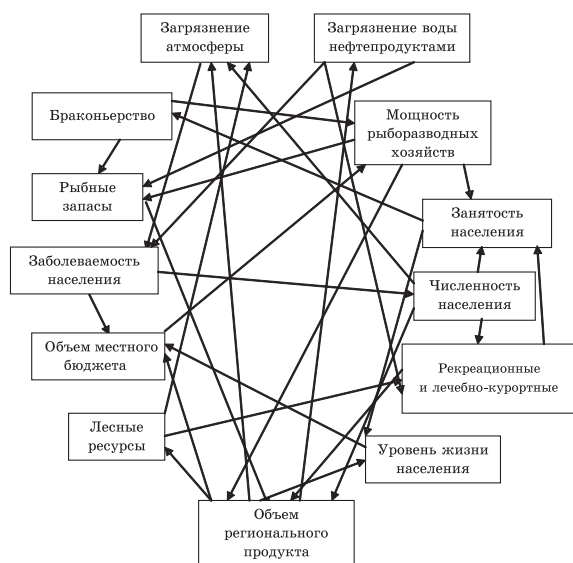 Загрязнение
атмосферы
Загрязнение воды
нефтепродуктами
Браконьерство
Мощность
рыборазводных
хозяйств
Рыбные
запасы
Занятость
населения
Заболеваемость
населения
Численность
населения
Объем местного
бюджета
Рекреационные
и лечебно-курортные
Лесные
ресурсы
Уровень жизни
населения
Объем
регионального
продукта